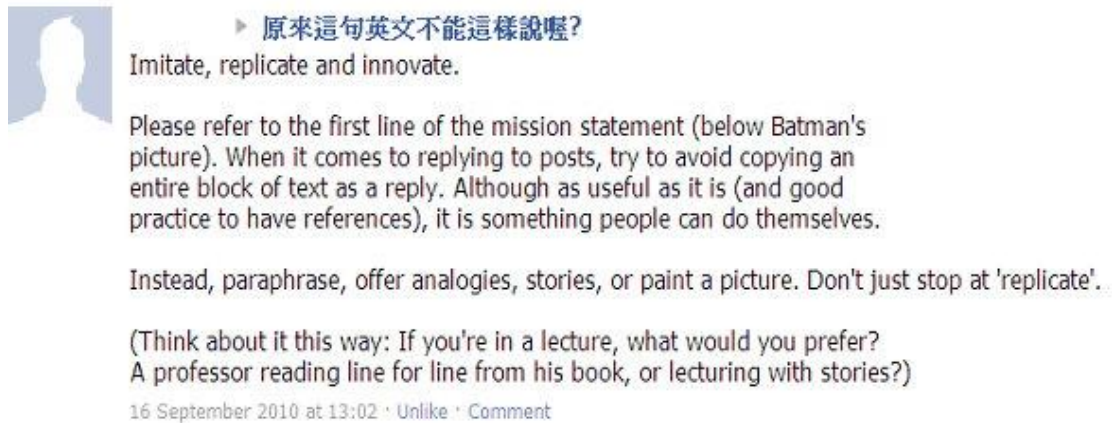 原來這句英文不能這樣說喔?
Imitate, replicate and innovate.
Please refer to the first line of the mission statement (below Batman's
picture). When it comes to replying to posts, try to avoid copying an
entire block of text as a reply. Although as useful as it is (and good
practice to have references), it is something people can do themselves.
Instead, paraphrase, offer analogies, stories, or paint a picture. Don't just stop at 'replicate'.
(Think about it this way: If you're in a lecture, what would you prefer?
A professor reading line for line from his book, or lecturing with stories?)
16 September 2010 at 13:02 · Unlike · Comment